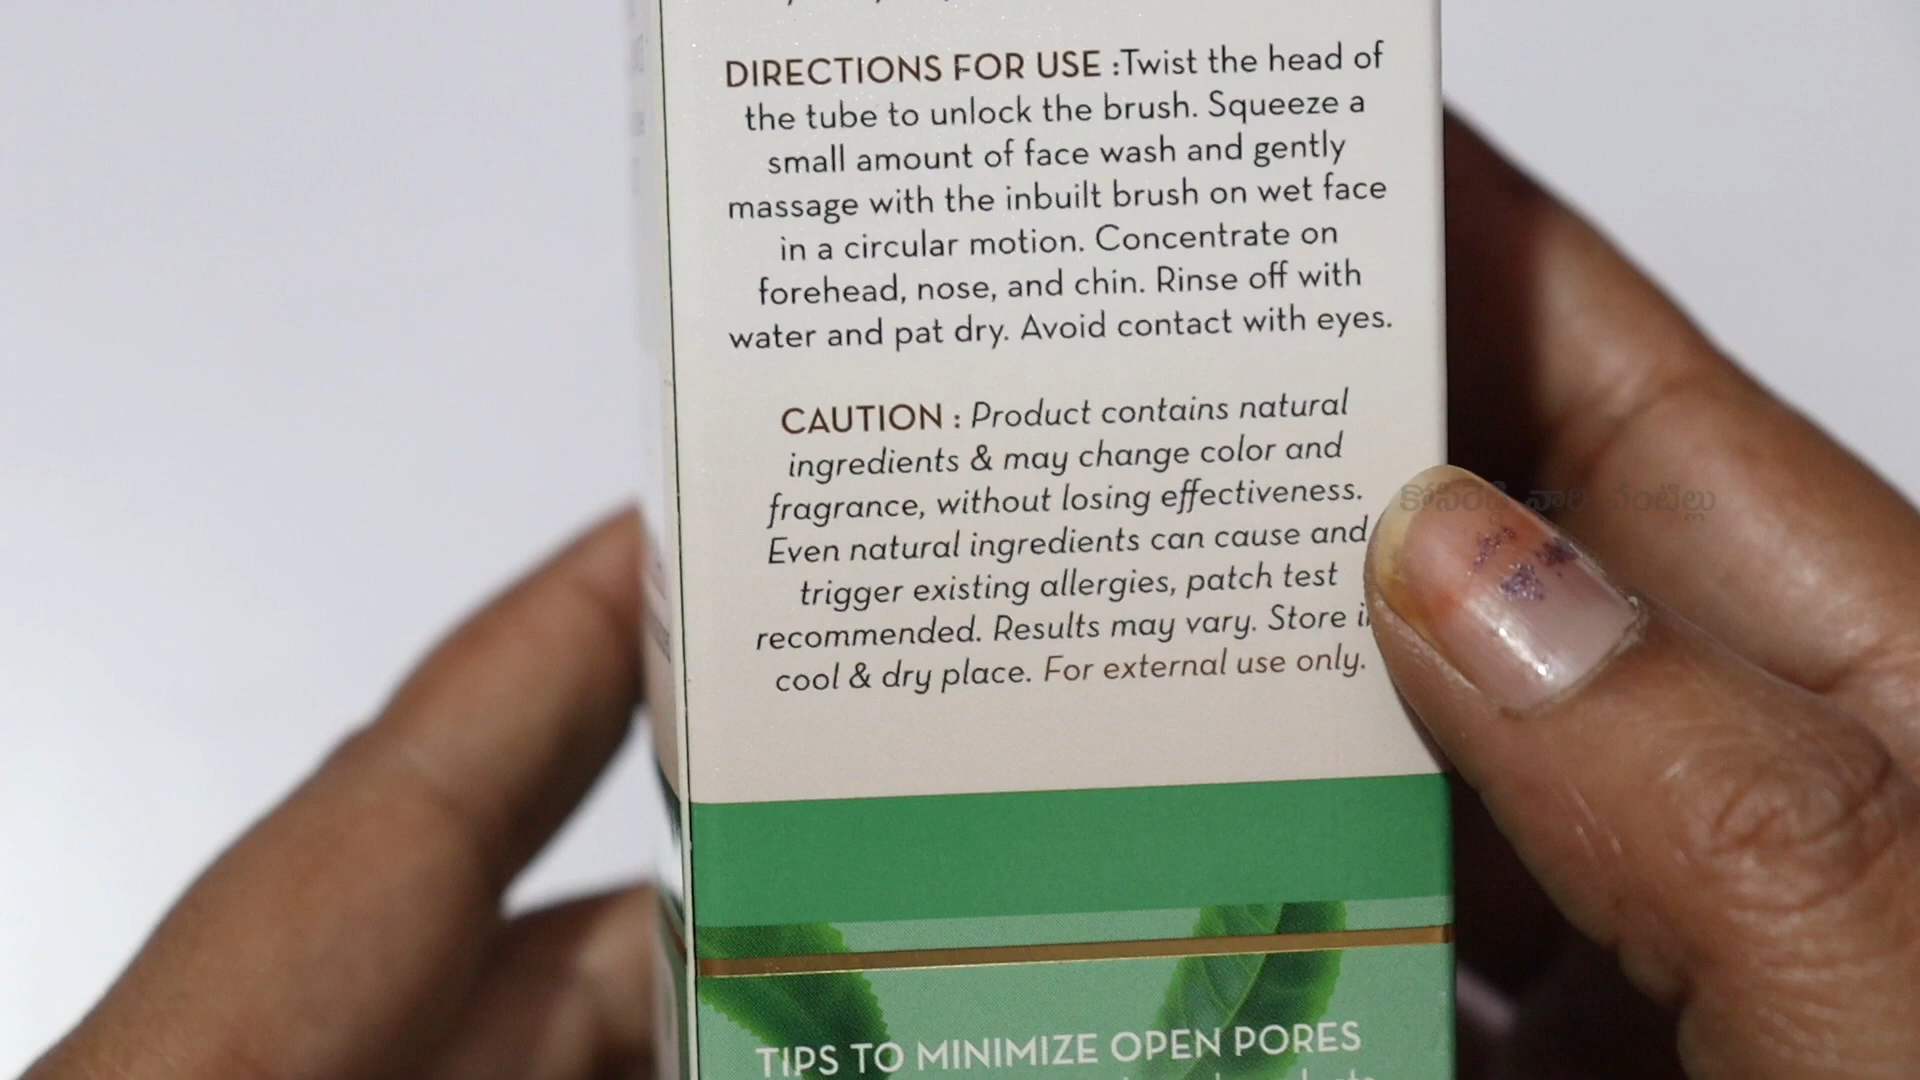 DIRECTIONS FOR USE :Twist the head of
the tube to unlock the brush. Squeeze a
small amount of face wash and gently
massage with the inbuilt brush on wet face
in a circular motion. Concentrate on
forehead, nose, and chin. Rinse off with
water and pat dry. Avoid contact with eyes.
CAUTION : Product contains natural
ingredients & may change color and
fragrance, without losing effectiveness.
Even natural ingredients can cause and
trigger existing allergies, patch test
recommended. Results may vary. Store
cool & dry place. For external use only.
వారి
TIPS TO MINIMIZE OPEN PORES